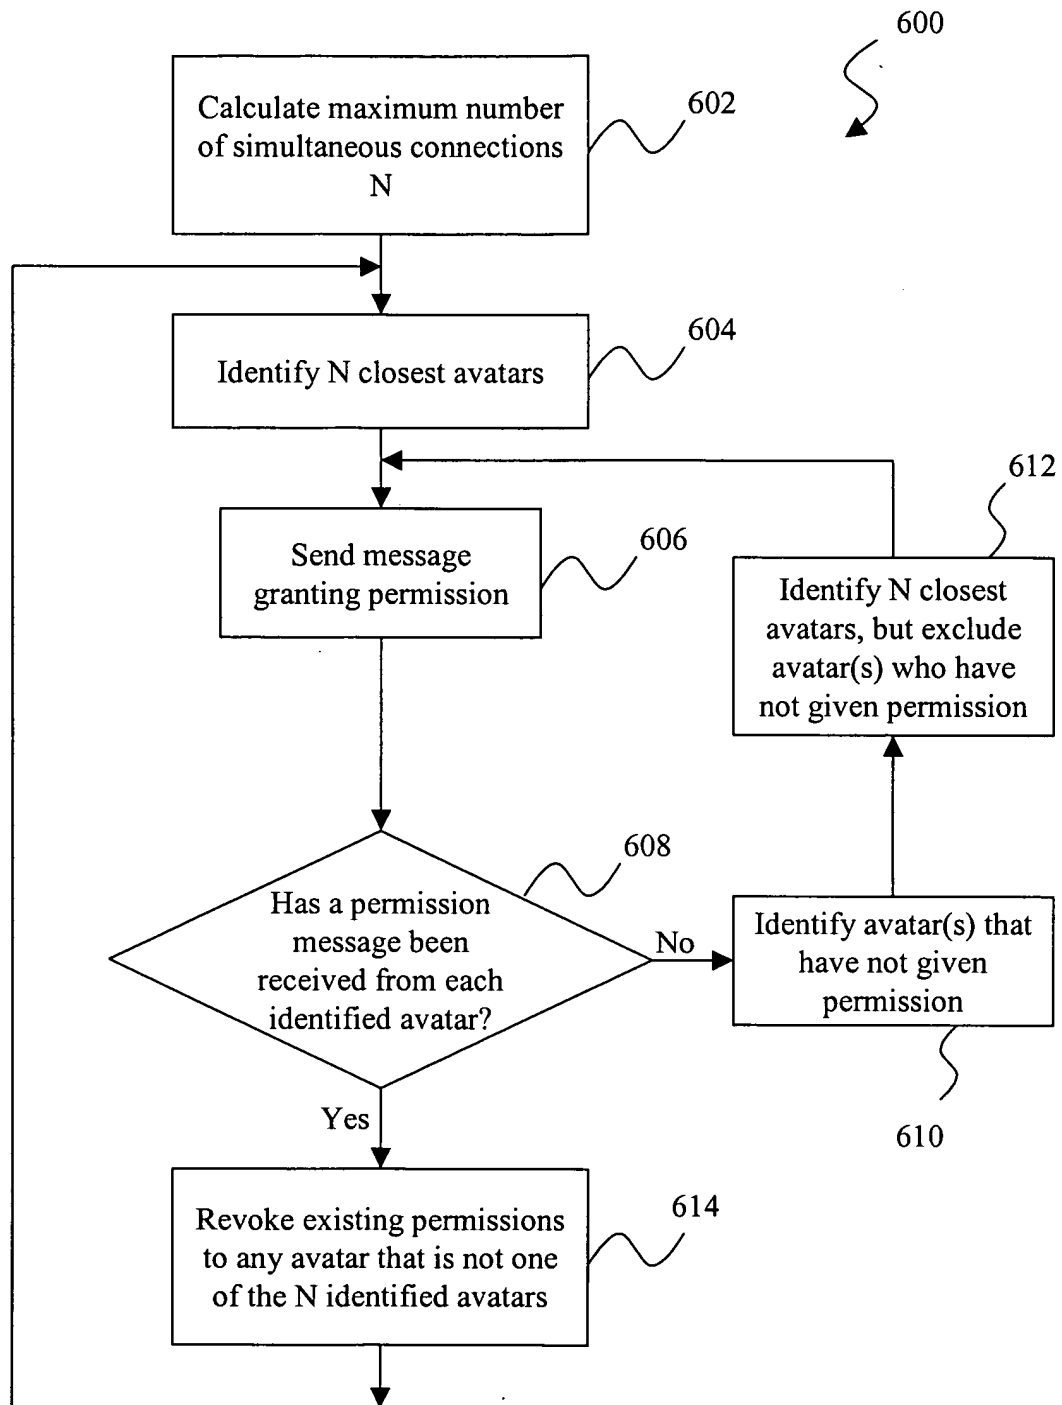 600
Calculate maximum number
of simultaneous connections
N
602
Identify N closest avatars
604
Send message
granting permission
606
612
Identify N closest
avatars, but exclude
avatar(s) who have
not given permission
Has a permission
message been
received from each
identified avatar?
608
No
Identify avatar(s) that
have not given
permission
610
Yes
Revoke existing permissions
to any avatar that is not one
of the N identified avatars
614